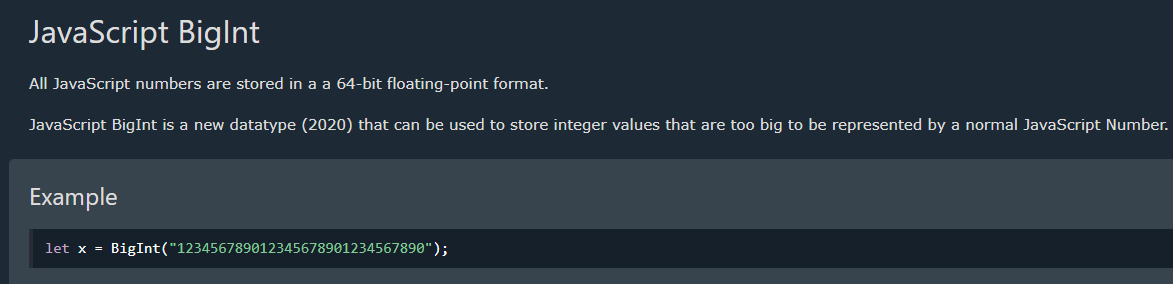 JavaScript BigInt
All JavaScript numbers are stored in a a 64-bit floating-point format.
JavaScript BigInt is a new datatype (2020) that can be used to store integer values that are too big to be represented by a normal JavaScript Number.
Example
let x = BigInt("123456789012345678901234567890");